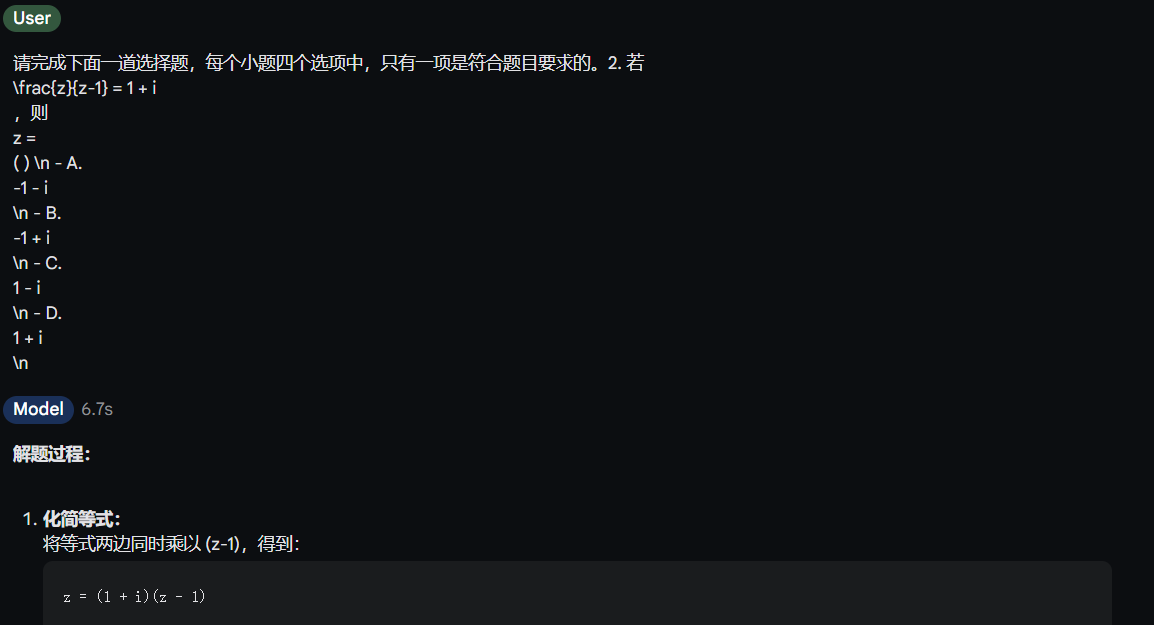 User
请完成下面一道选择题，每个小题四个选项中，只有一项是符合题目要求的。2. 若
\frac{z}{z-1} = 1 + i
，则
z =
( ) \n - A.
-1 - i
\n - B.
-1 + i
\n - C.
1 - i
\n - D.
1 + i
\n
Model 6.7s
解题过程：
1. 化简等式：
将等式两边同时乘以 (z-1)，得到：
z = (1 + i)(z - 1)